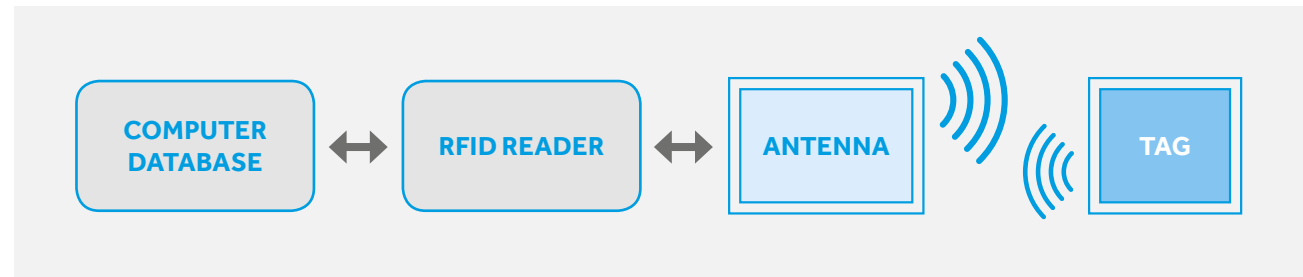 COMPUTER
DATABASE
RFID READER
ANTENNA
TAG